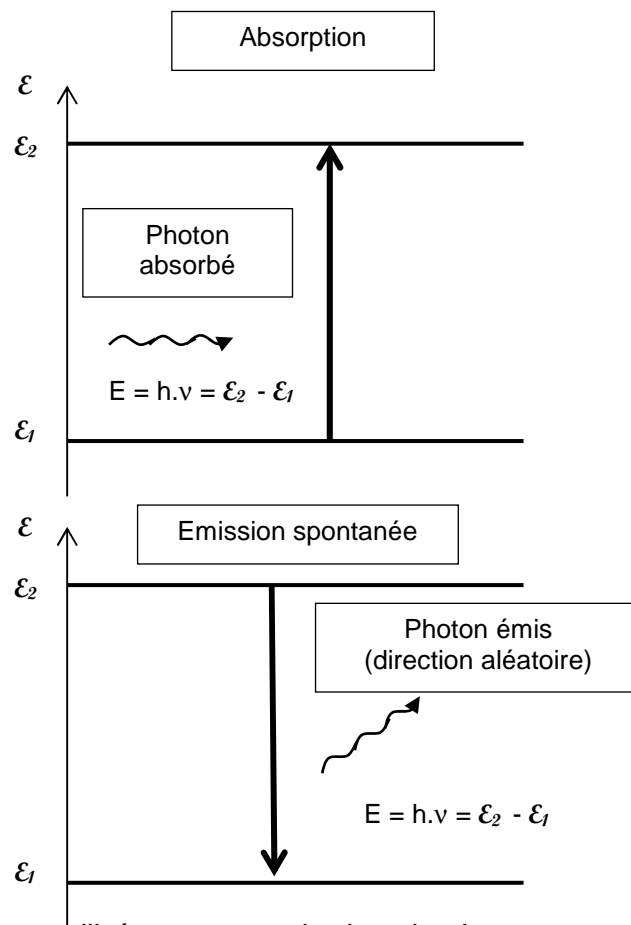 Absorption
ℰ
ℰ2
Photon
absorbé
E = h.ν = ℰ2 - ℰ1
ℰ1
ℰ
Emission spontanée
ℰ2
Photon émis
(direction aléatoire)
E = h.ν = ℰ2 - ℰ1
ℰ1